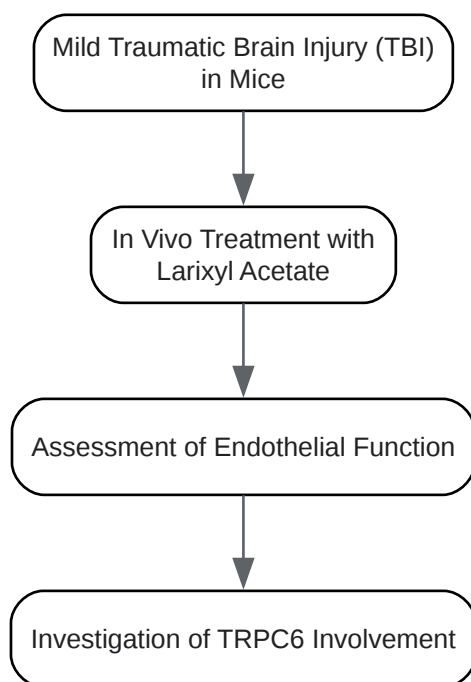 Mild Traumatic Brain Injury (TBI)
in Mice
In Vivo Treatment with
Larixyl Acetate
Assessment of Endothelial Function
Investigation of TRPC6 Involvement